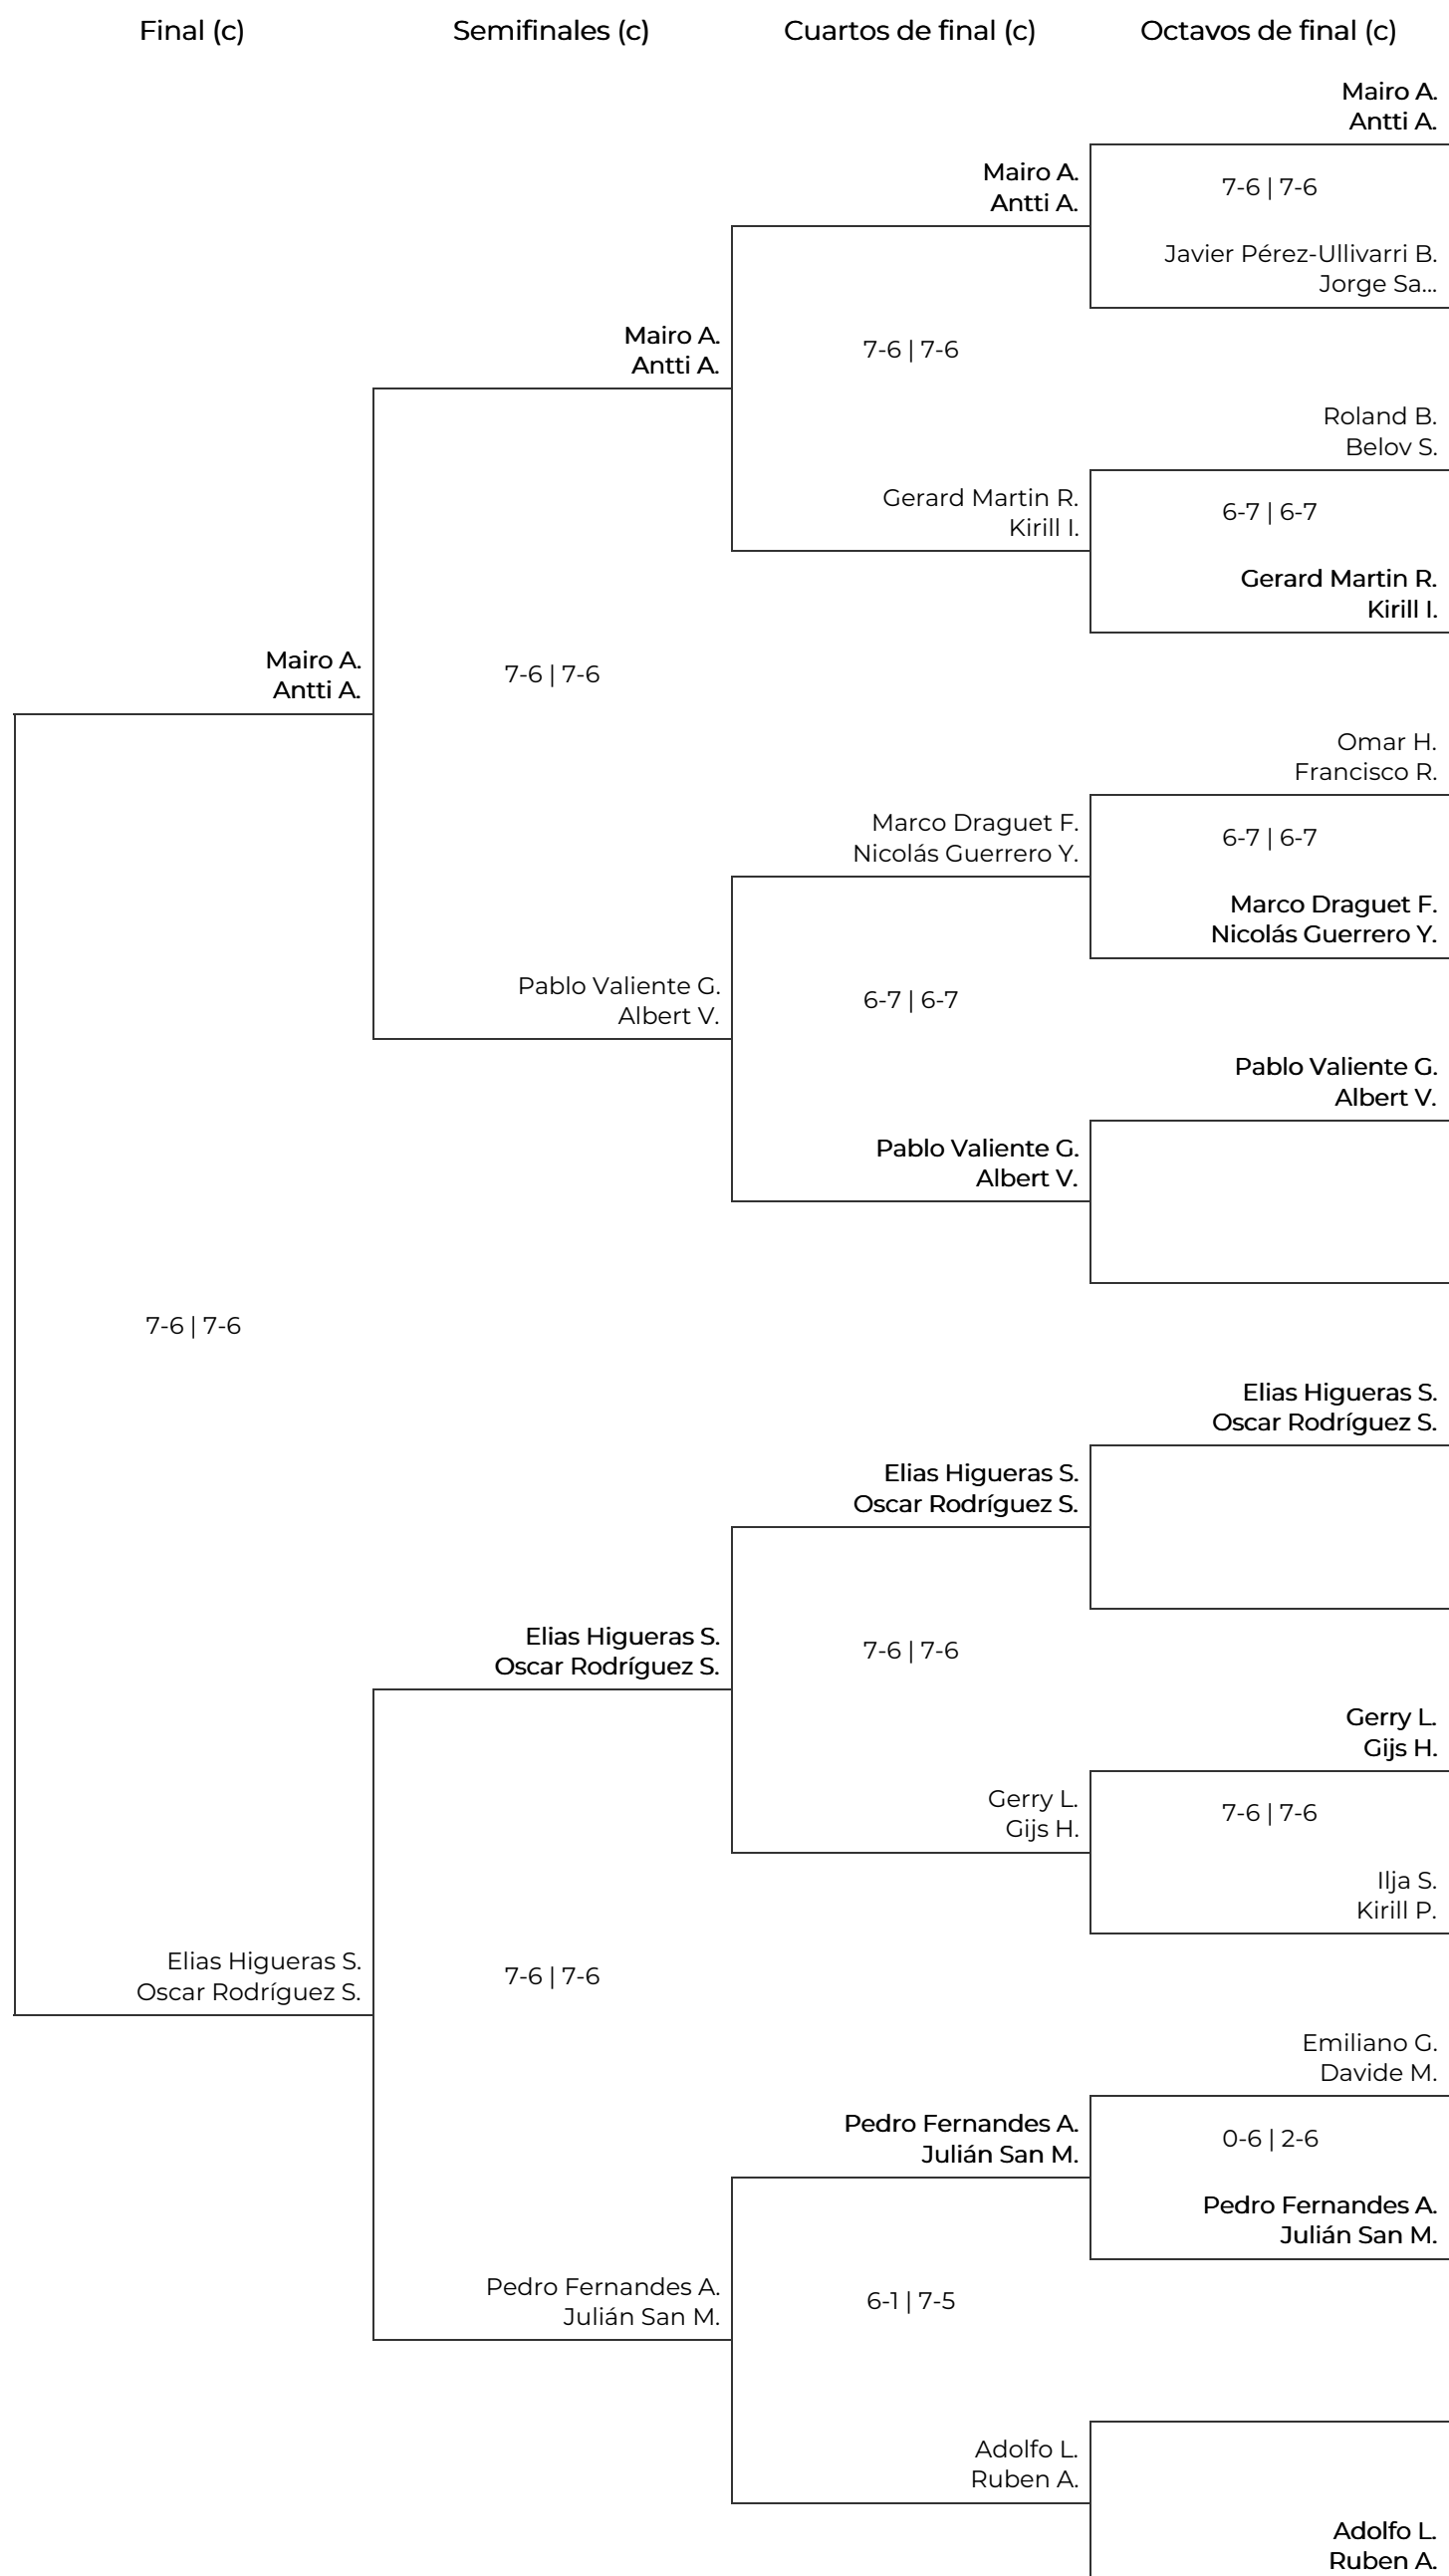 Final (c)
Semifinales (c)
Cuartos de final (c)
Octavos de final (c)
Mairo A.
Antti A.
7-6 | 7-6
Javier Pérez-Ullivarri B.
Jorge Sa...
Roland B.
Belov S.
6-7 | 6-7
Gerard Martin R.
Kirill I.
Omar H.
Francisco R.
6-7 | 6-7
Marco Draguet F.
Nicolás Guerrero Y.
Pablo Valiente G.
Albert V.
Elias Higueras S.
Oscar Rodríguez S.
Gerry L.
Gijs H.
7-6 | 7-6
Ilja S.
Kirill P.
Emiliano G.
Davide M.
0-6 | 2-6
Pedro Fernandes A.
Julián San M.
Adolfo L.
Ruben A.
Mairo A.
Antti A.
7-6 | 7-6
Gerard Martin R.
Kirill I.
Marco Draguet F.
Nicolás Guerrero Y.
6-7 | 6-7
Pablo Valiente G.
Albert V.
Elias Higueras S.
Oscar Rodríguez S.
7-6 | 7-6
Gerry L.
Gijs H.
Pedro Fernandes A.
Julián San M.
6-1 | 7-5
Adolfo L.
Ruben A.
Mairo A.
Antti A.
7-6 | 7-6
Pablo Valiente G.
Albert V.
Elias Higueras S.
Oscar Rodríguez S.
7-6 | 7-6
Pedro Fernandes A.
Julián San M.
Mairo A.
Antti A.
7-6 | 7-6
Elias Higueras S.
Oscar Rodríguez S.